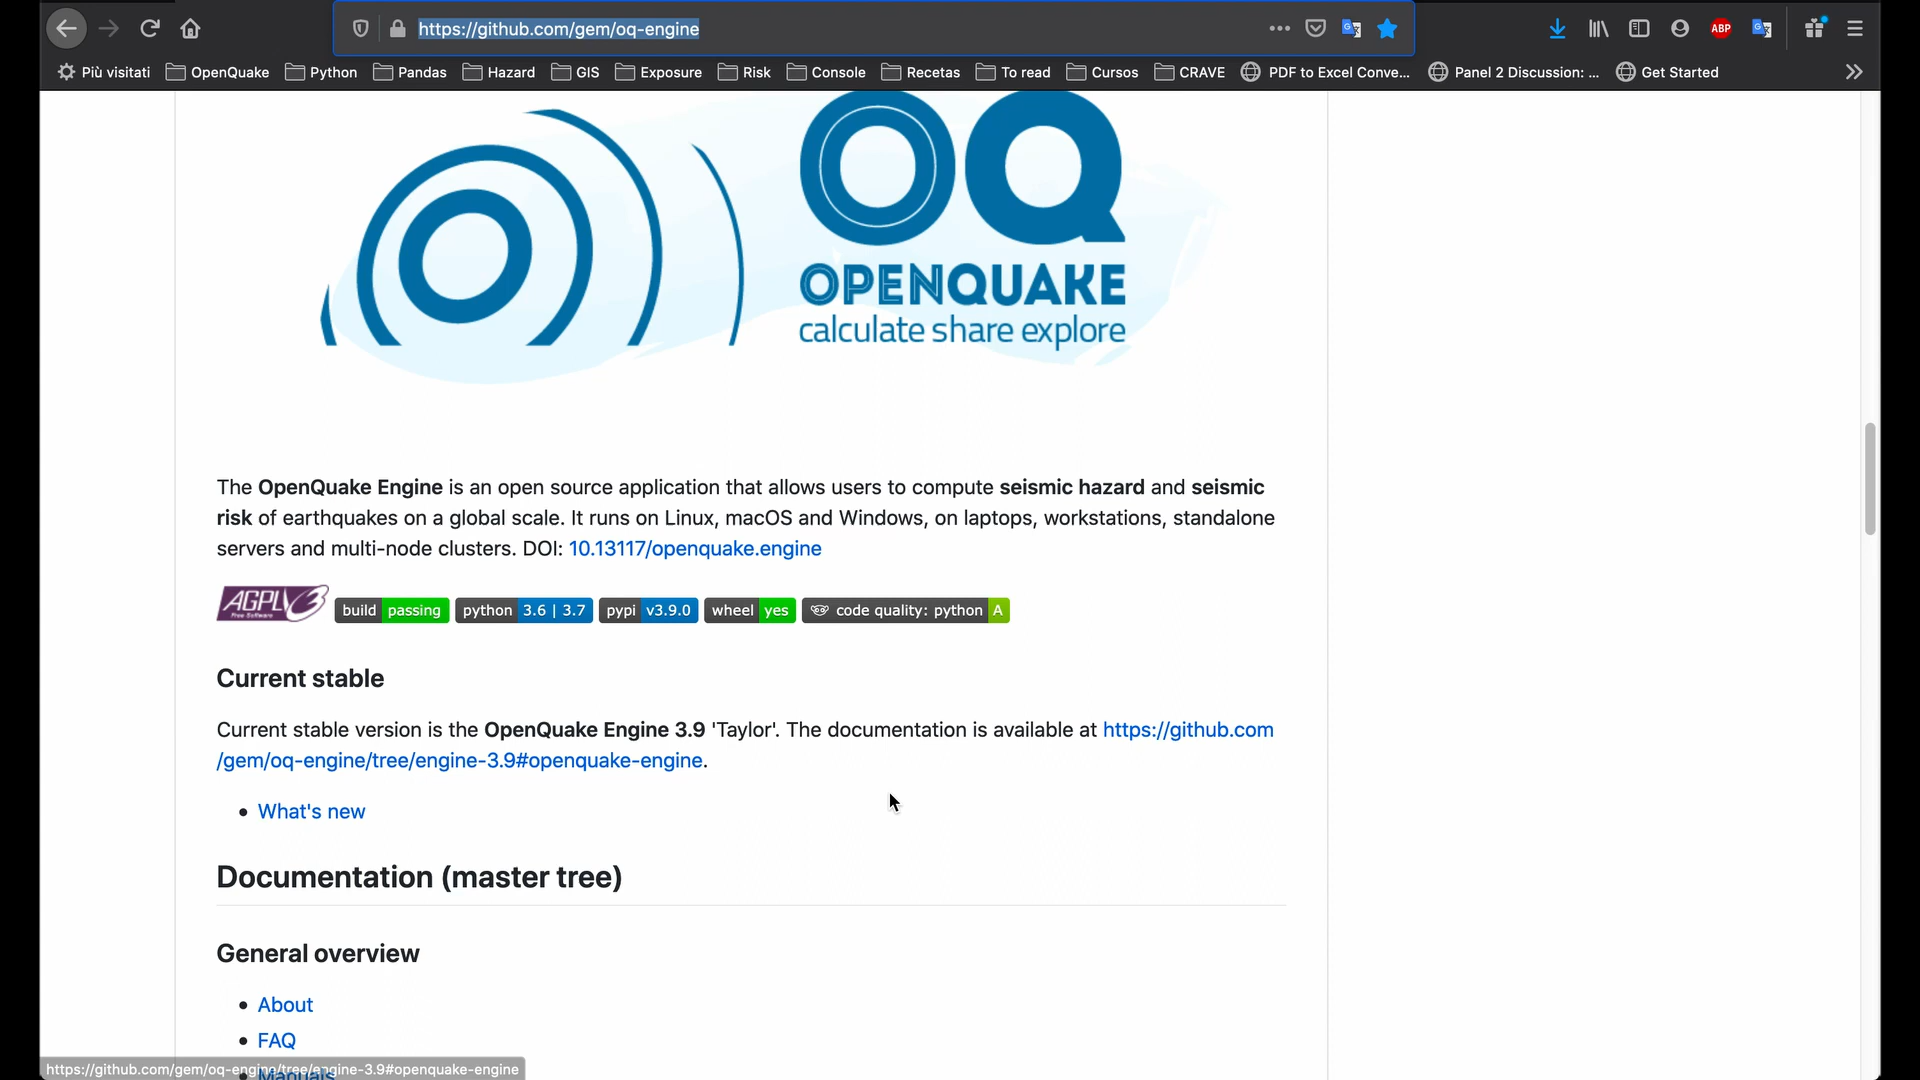 https://github.com/gem/oq-engine
ABP
Più visitati OpenQuake Python Pandas Hazard GIS Exposure Risk Console Recetas To read Cursos CRAVE PDF to Excel Conve... Panel 2 Discussion: ... Get Started
OQ
OPENQUAKE
calculate share explore
The OpenQuake Engine is an open source application that allows users to compute seismic hazard and seismic
risk of earthquakes on a global scale. It runs on Linux, macOS and Windows, on laptops, workstations, standalone
servers and multi-node clusters. DOI: 10.13117/openquake.engine
AGPLV3 Free Software build passing python 3.6 | 3.7 pypi v3.9.0 wheel yes code quality: python A
Current stable
Current stable version is the OpenQuake Engine 3.9 'Taylor'. The documentation is available at https://github.com
/gem/oq-engine/tree/engine-3.9#openquake-engine.
What's new
Documentation (master tree)
General overview
About
FAQ
Manuals
https://github.com/gem/oq-engine/tree/engine-3.9#openquake-engine